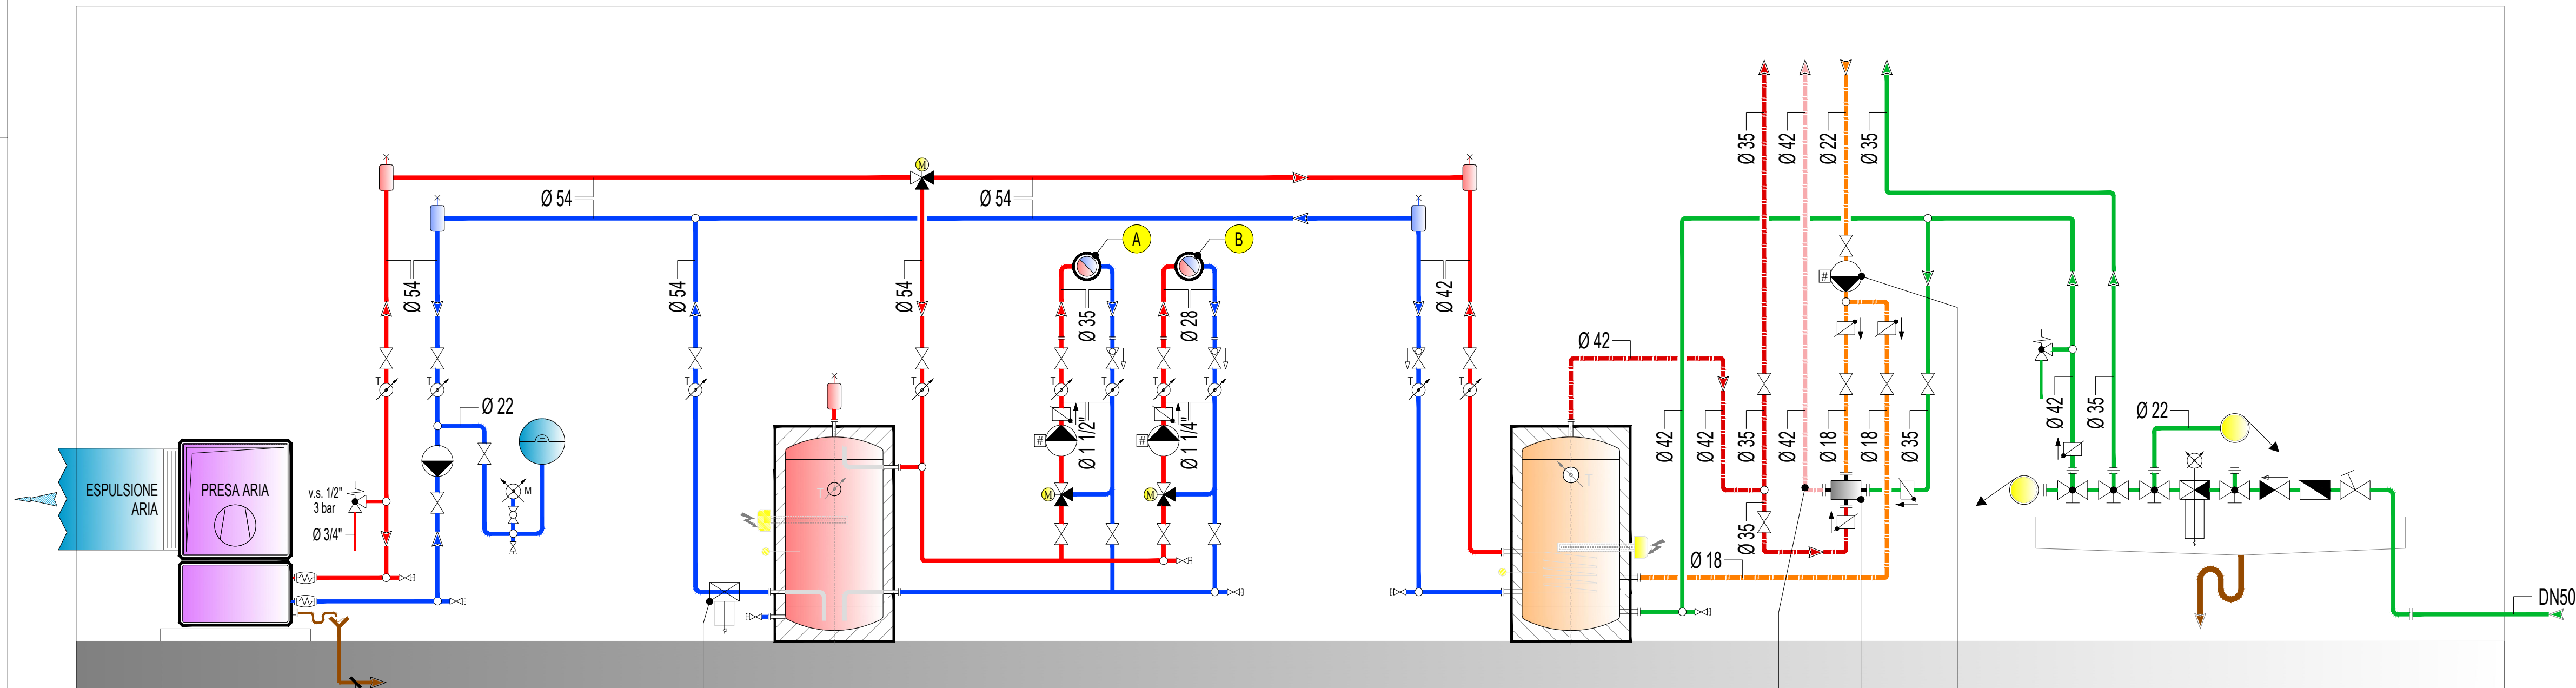 ESPULSIONE
ARIA
PRESA ARIA
v.s. 1/2"
3 bar
Ø 3/4"
Ø 54
T
T
Ø 22
M
Ø 54
M
Ø 54
Ø 54
T
Ø 54
T
T
A
B
Ø 35
Ø 28
T
T
T
T
Ø 1 1/2"
Ø 1 1/4"
#
#
M
M
Ø 42
T
T
T
Ø 42
Ø 35
Ø 42
Ø 22
Ø 35
#
Ø 42
Ø 42
Ø 35
Ø 42
Ø 18
Ø 18
Ø 35
Ø 35
Ø 18
Ø 42
Ø 35
Ø 22
DN50